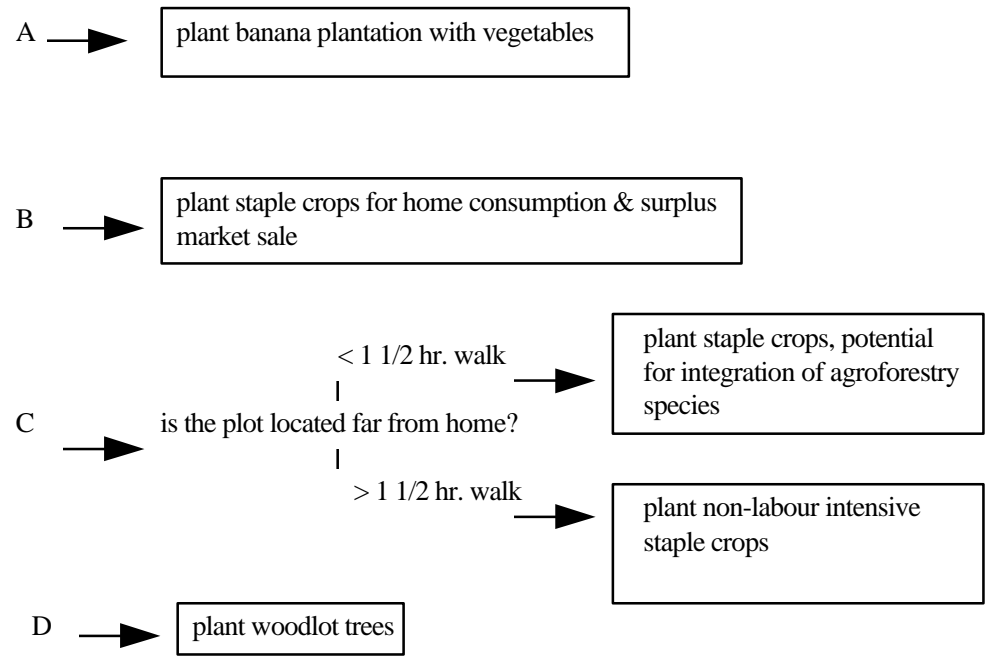 A
plant banana plantation with vegetables
B
plant staple crops for home consumption & surplus
market sale
< 1 1/2 hr. walk
plant staple crops, potential
for integration of agroforestry
species
C
is the plot located far from home?
> 1 1/2 hr. walk
plant non-labour intensive
staple crops
D
plant woodlot trees